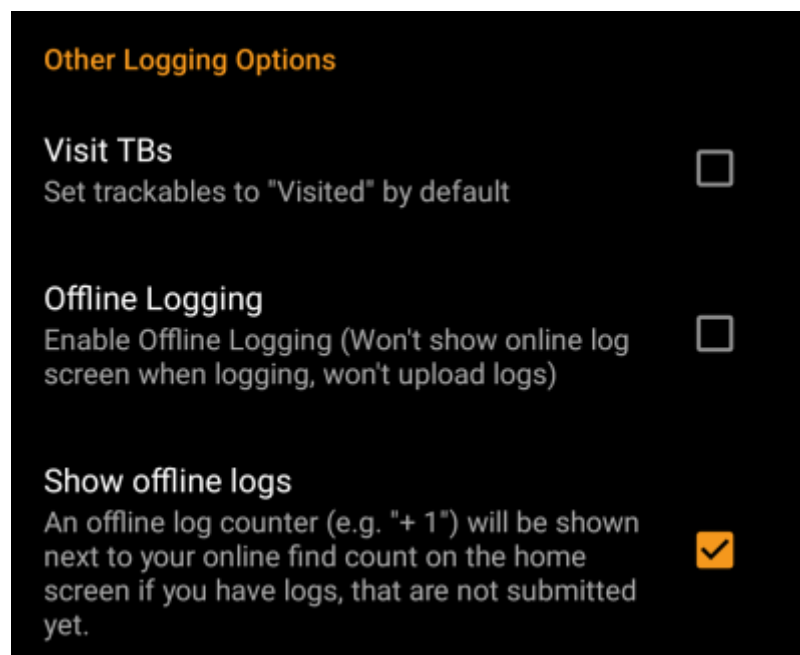 Other Logging Options
Visit TBs
Set trackables to "Visited" by default
Offline Logging
Enable Offline Logging (Won't show online log
screen when logging, won't upload logs)
Show offline logs
An offline log counter (e.g. "+ 1") will be shown
next to your online find count on the home
screen if you have logs, that are not submitted
yet.